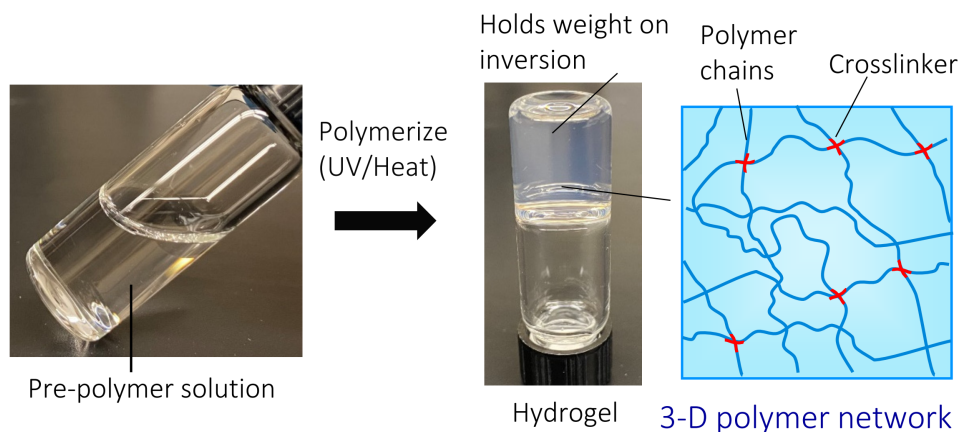 Holds weight on
inversion
Polymer
chains
Crosslinker
Polymerize
(UV/Heat)
Pre-polymer solution
Hydrogel
3-D polymer network